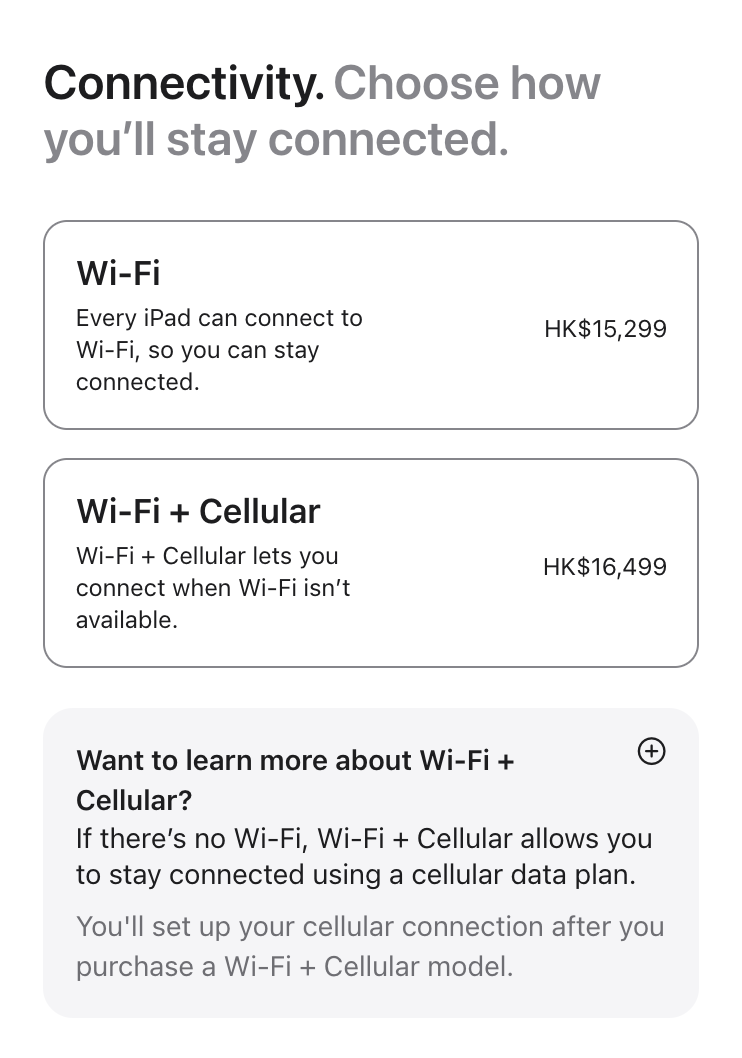 Connectivity. Choose how
you’ll stay connected.
Wi-Fi
Every iPad can connect to
Wi-Fi, so you can stay
connected.
HK$15,299
Wi-Fi + Cellular
Wi-Fi + Cellular lets you
connect when Wi-Fi isn’t
available.
HK$16,499
Want to learn more about Wi-Fi +
Cellular?
If there’s no Wi-Fi, Wi-Fi + Cellular allows you
to stay connected using a cellular data plan.
You'll set up your cellular connection after you
purchase a Wi-Fi + Cellular model.